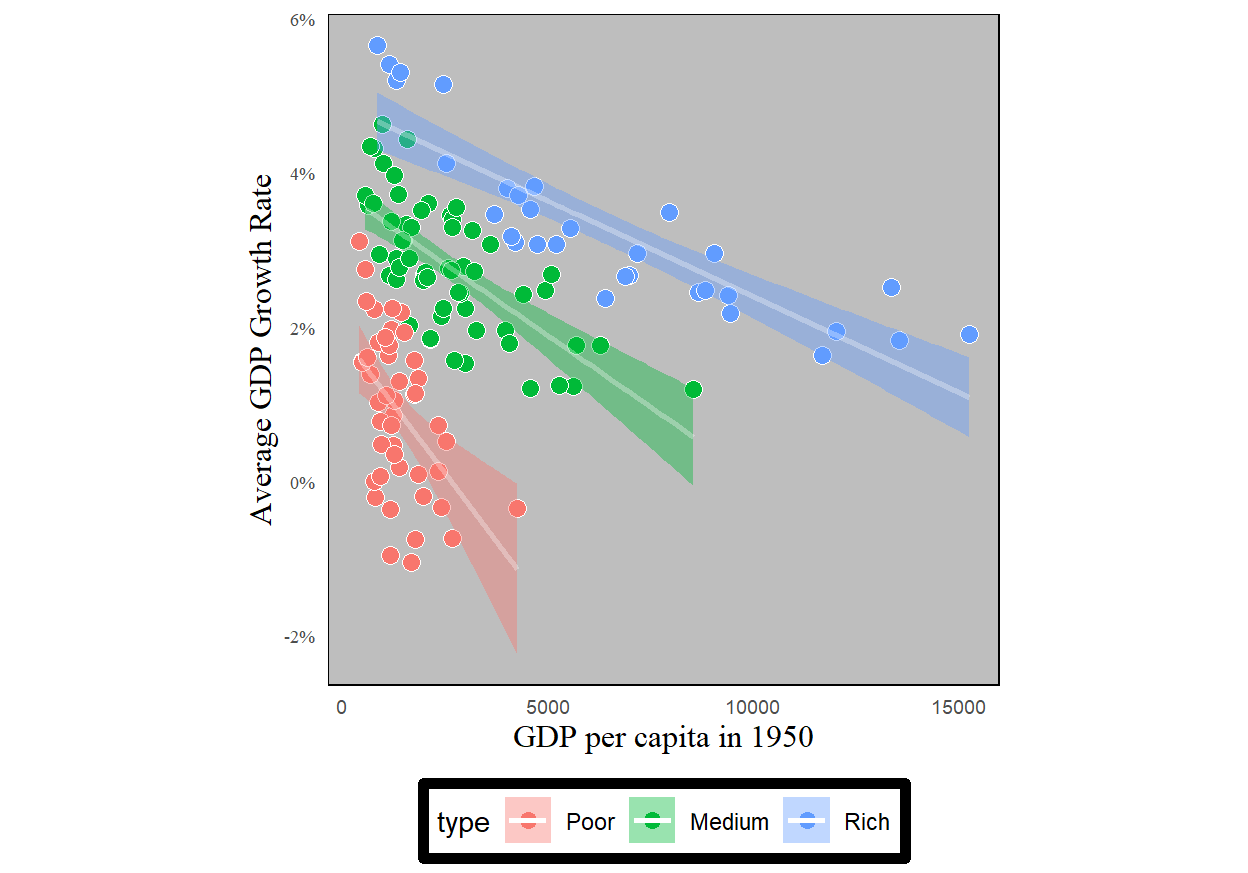 6%
4%
2%
0%
-2%
Average GDP Growth Rate
0 5000 10000 15000
GDP per capita in 1950
type Poor Medium Rich